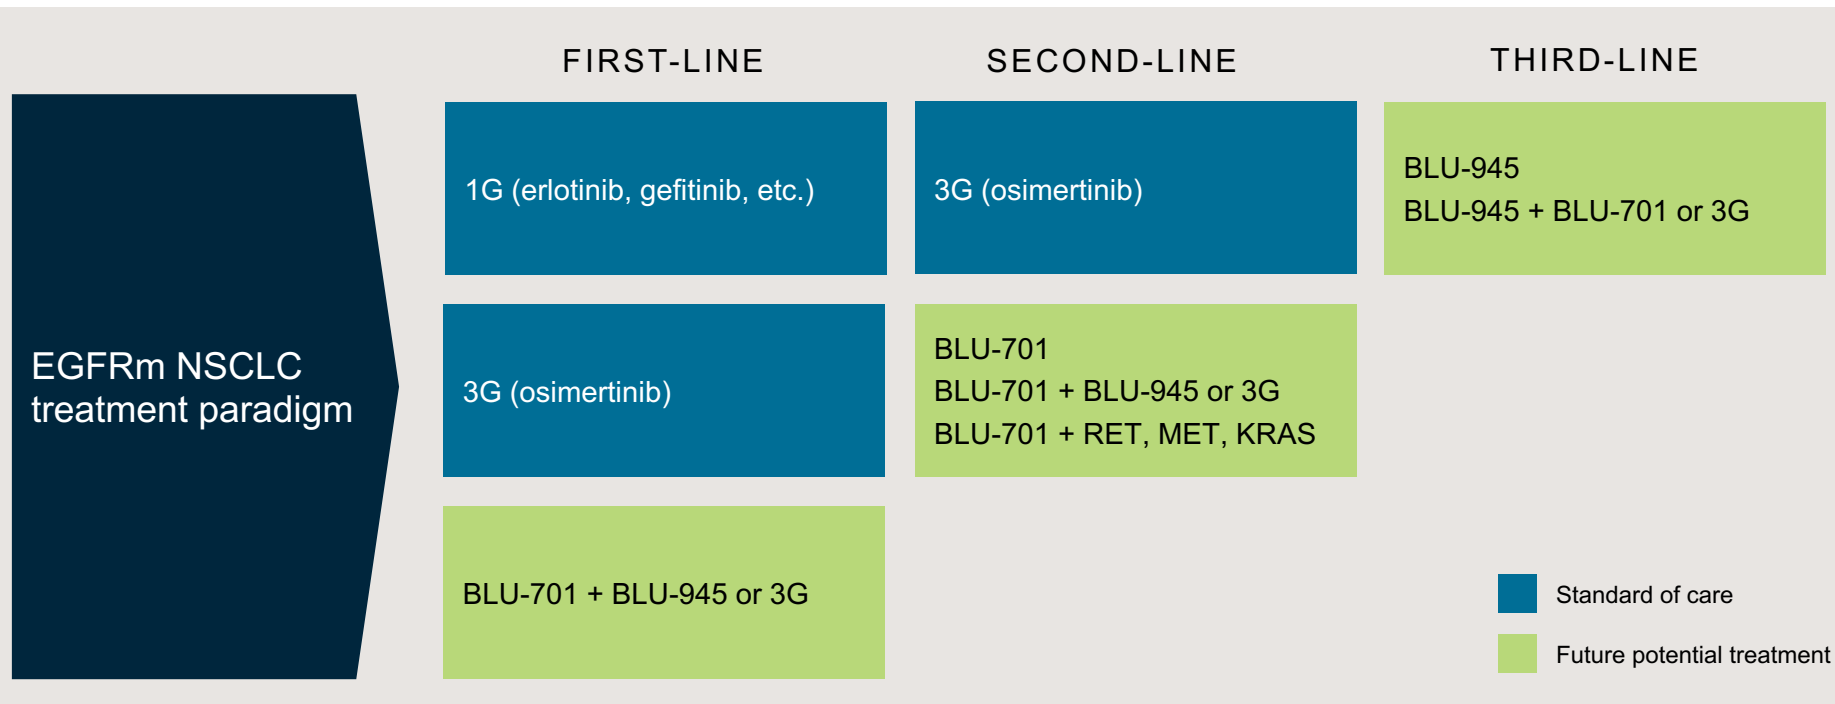 FIRST-LINE
SECOND-LINE
THIRD-LINE
EGFRm NSCLC
treatment paradigm
1G (erlotinib, gefitinib, etc.)
3G (osimertinib)
BLU-945
BLU-945 + BLU-701 or 3G
3G (osimertinib)
BLU-701
BLU-701 + BLU-945 or 3G
BLU-701 + RET, MET, KRAS
BLU-701 + BLU-945 or 3G
Standard of care
Future potential treatment